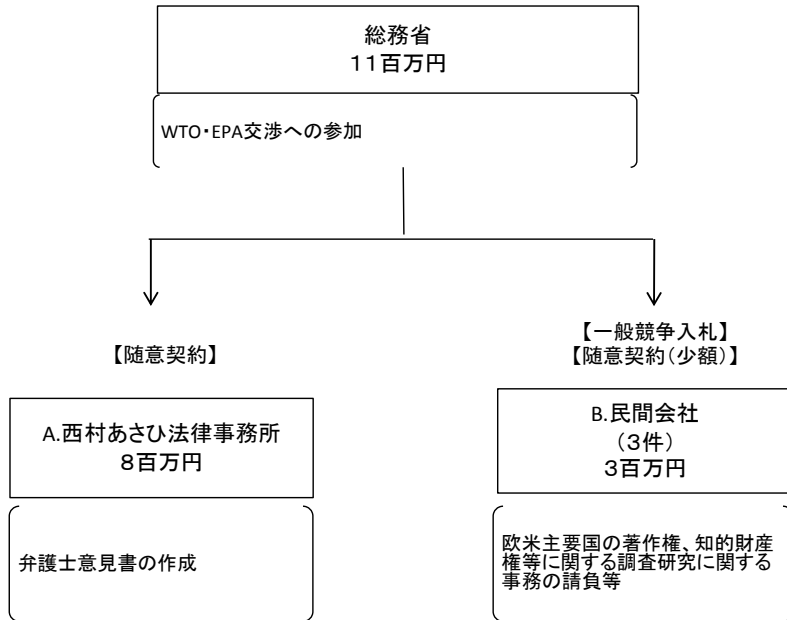 総務省
11百万円
WTO・EPA交渉への参加
【随意契約】
【一般競争入札】
【随意契約(少額)】
A.西村あさひ法律事務所
8百万円
B.民間会社
(3件)
3百万円
弁護士意見書の作成
欧米主要国の著作権、知的財産
権等に関する調査研究に関する
事務の請負等